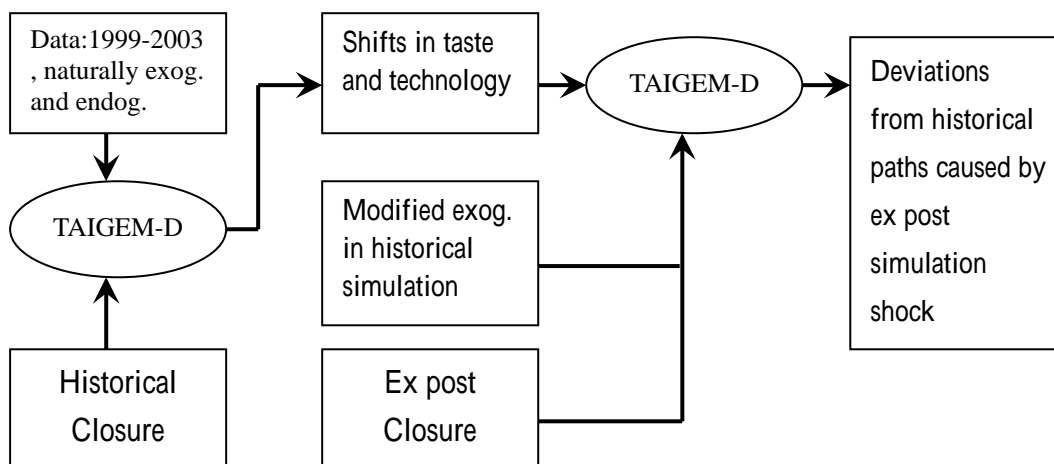 Data:1999-2003
, naturally exog.
and endog.
TAIGEM-D
Historical
Closure
Shifts in taste
and technology
Modified exog.
in historical
simulation
Ex post
Closure
TAIGEM-D
Deviations
from historical
paths caused by
ex post
simulation
shock